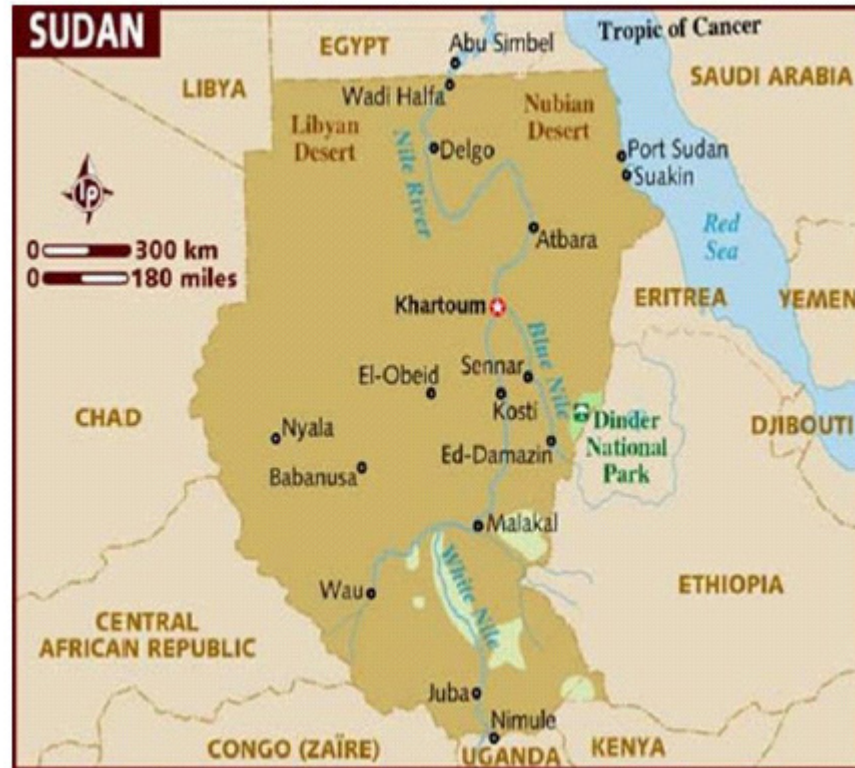 SUDAN
EGYPT
Abu Simbel
Tropic of Cancer
LIBYA
SAUDI ARABIA
Wadi Halfa
Libyan
Desert
Nubian
Desert
Nile River
Delgo
Port Sudan
Suakin
lp
Red
Sea
0 300 km
0 180 miles
Atbara
Khartoum
ERITREA
YEMEN
Blue Nile
Sennar
El-Obeid
Kosti
CHAD
Dinder
National
Park
DJIBOUTI
Nyala
Ed-Damazin
Babanusa
Malakal
White Nile
Wau
ETHIOPIA
CENTRAL
AFRICAN REPUBLIC
Juba
Nimule
CONGO (ZAÏRE)
UGANDA
KENYA